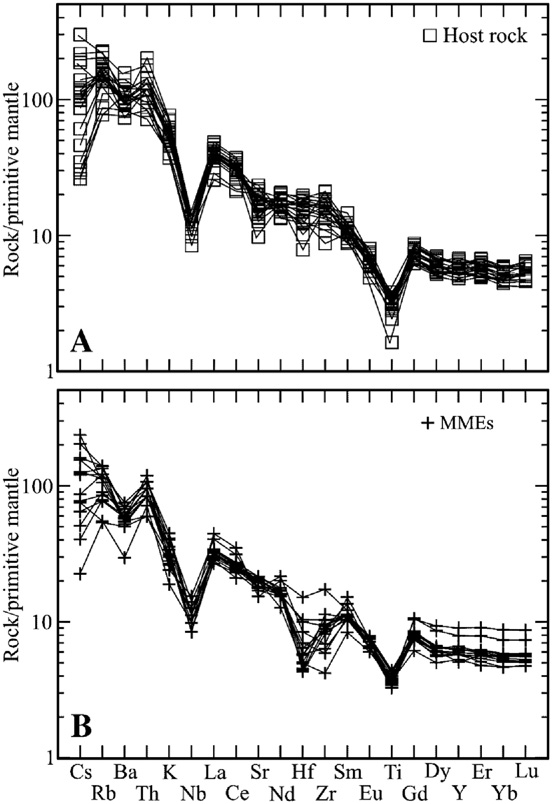 100
10
1
Rock/primitive mantle
Host rock
A
100
10
1
Rock/primitive mantle
MMEs
B
Cs Ba K La Sr Hf Sm Ti Dy Er Lu
Rb Th Nb Ce Nd Zr Eu Gd Y Yb